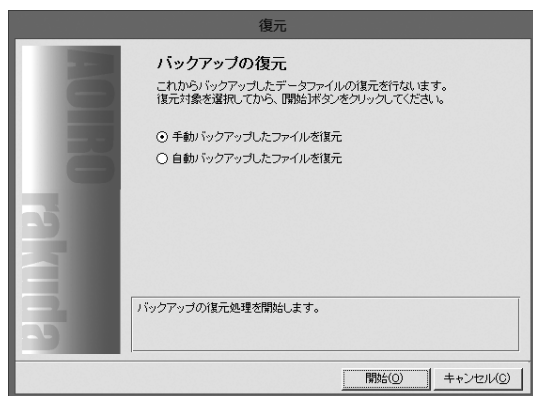 復元
AOIRO
rakuda
バックアップの復元
これからバックアップしたデータファイルの復元を行ないます。
復元対象を選択してから、[開始]ボタンをクリックしてください。
手動バックアップしたファイルを復元
自動バックアップしたファイルを復元
バックアップの復元処理を開始します。
開始(O)
キャンセル(C)